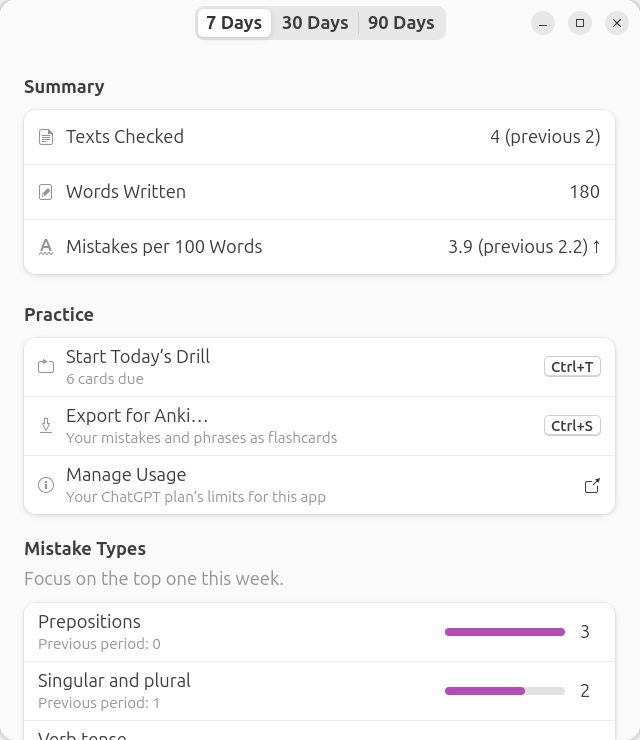 7 Days 30 Days 90 Days
Summary
Texts Checked 4 (previous 2)
Words Written 180
Mistakes per 100 Words 3.9 (previous 2.2) ↑
Practice
Start Today’s Drill
6 cards due
Ctrl+T
Export for Anki…
Your mistakes and phrases as flashcards
Ctrl+S
Manage Usage
Your ChatGPT plan’s limits for this app
Mistake Types
Focus on the top one this week.
Prepositions
Previous period: 0
3
Singular and plural
Previous period: 1
2
Verb tense